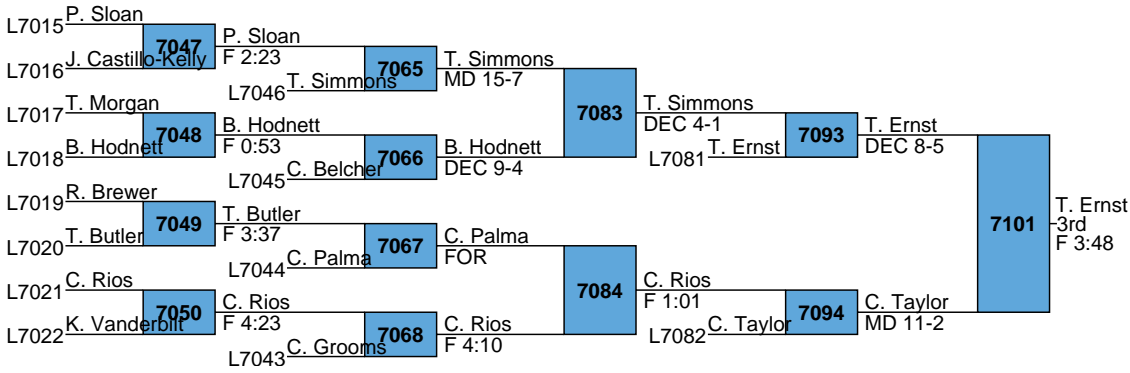 L7015 P. Sloan
7047
P. Sloan
F 2:23
L7016 J. Castillo-Kelly
7065
T. Simmons
MD 15-7
L7046 T. Simmons
L7017 T. Morgan
7048
B. Hodnett
F 0:53
L7018 B. Hodnett
7066
B. Hodnett
DEC 9-4
L7045 C. Belcher
7083
T. Simmons
DEC 4-1
L7081 T. Ernst
7093
T. Ernst
DEC 8-5
L7019 R. Brewer
7049
T. Butler
F 3:37
L7020 T. Butler
7067
C. Palma
FOR
L7044 C. Palma
L7021 C. Rios
7050
C. Rios
F 4:23
L7022 K. Vanderbilt
7068
C. Rios
F 4:10
L7043 C. Grooms
7084
C. Rios
F 1:01
L7082 C. Taylor
7094
C. Taylor
MD 11-2
7101
T. Ernst
3rd
F 3:48